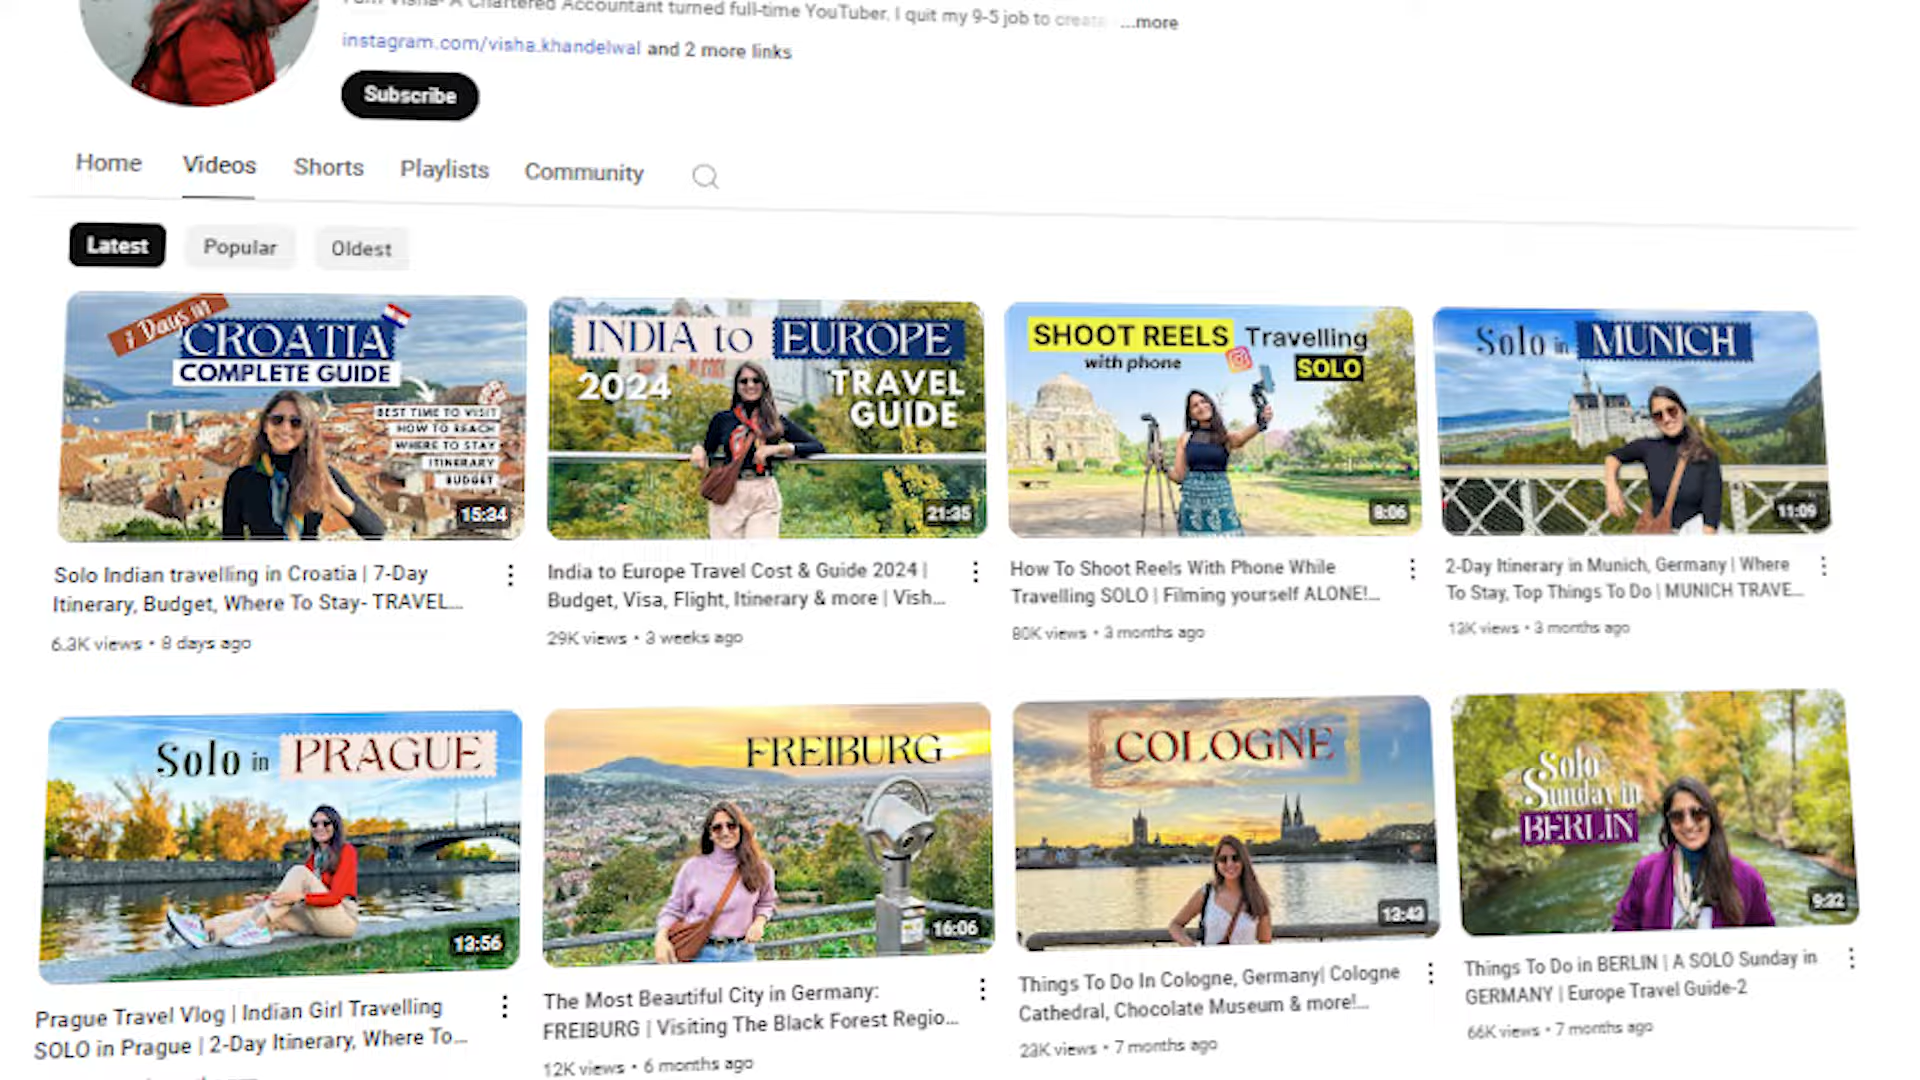 I am Visha- A Chartered Accountant turned full-time YouTuber. I quit my 9-5 job to create ...more
instagram.com/visha.khandelwal and 2 more links
Subscribe
Home Videos Shorts Playlists Community
Latest Popular Oldest
7 Days in
CROATIA
COMPLETE GUIDE
BEST TIME TO VISIT
HOW TO REACH
WHERE TO STAY
ITINERARY
BUDGET
15:34
INDIA to EUROPE
2024 TRAVEL
GUIDE
21:35
SHOOT REELS Travelling
with phone SOLO
8:06
Solo in MUNICH
11:09
Solo Indian travelling in Croatia | 7-Day
Itinerary, Budget, Where To Stay- TRAVEL...
6.3K views • 8 days ago
India to Europe Travel Cost & Guide 2024 |
Budget, Visa, Flight, Itinerary & more | Vish...
29K views • 3 weeks ago
How To Shoot Reels With Phone While
Travelling SOLO | Filming yourself ALONE!...
80K views • 3 months ago
2-Day Itinerary in Munich, Germany | Where
To Stay, Top Things To Do | MUNICH TRAVE...
13K views • 3 months ago
Solo in PRAGUE
13:56
FREIBURG
16:06
COLOGNE
13:43
Solo
Sunday in
BERLIN
9:32
Prague Travel Vlog | Indian Girl Travelling
SOLO in Prague | 2-Day Itinerary, Where To...
The Most Beautiful City in Germany:
FREIBURG | Visiting The Black Forest Regio...
12K views • 6 months ago
Things To Do In Cologne, Germany| Cologne
Cathedral, Chocolate Museum & more!...
23K views • 7 months ago
Things To Do in BERLIN | A SOLO Sunday in
GERMANY | Europe Travel Guide-2
66K views • 7 months ago